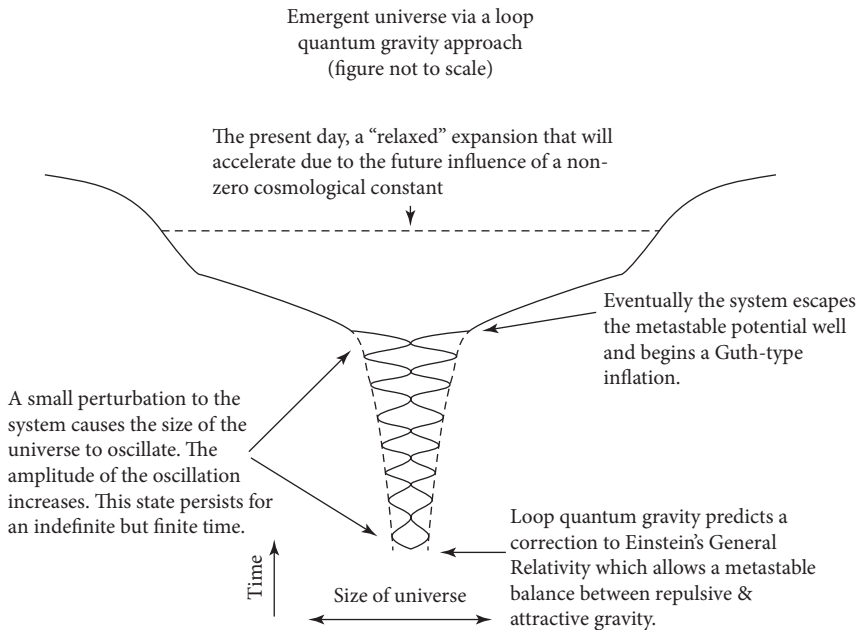 Emergent universe via a loop
quantum gravity approach
(figure not to scale)
The present day, a “relaxed” expansion that will
accelerate due to the future influence of a non-
zero cosmological constant
Eventually the system escapes
the metastable potential well
and begins a Guth-type
inflation.
A small perturbation to the
system causes the size of the
universe to oscillate. The
amplitude of the oscillation
increases. This state persists for
an indefinite but finite time.
Loop quantum gravity predicts a
correction to Einstein’s General
Relativity which allows a metastable
balance between repulsive &
attractive gravity.
Time
Size of universe